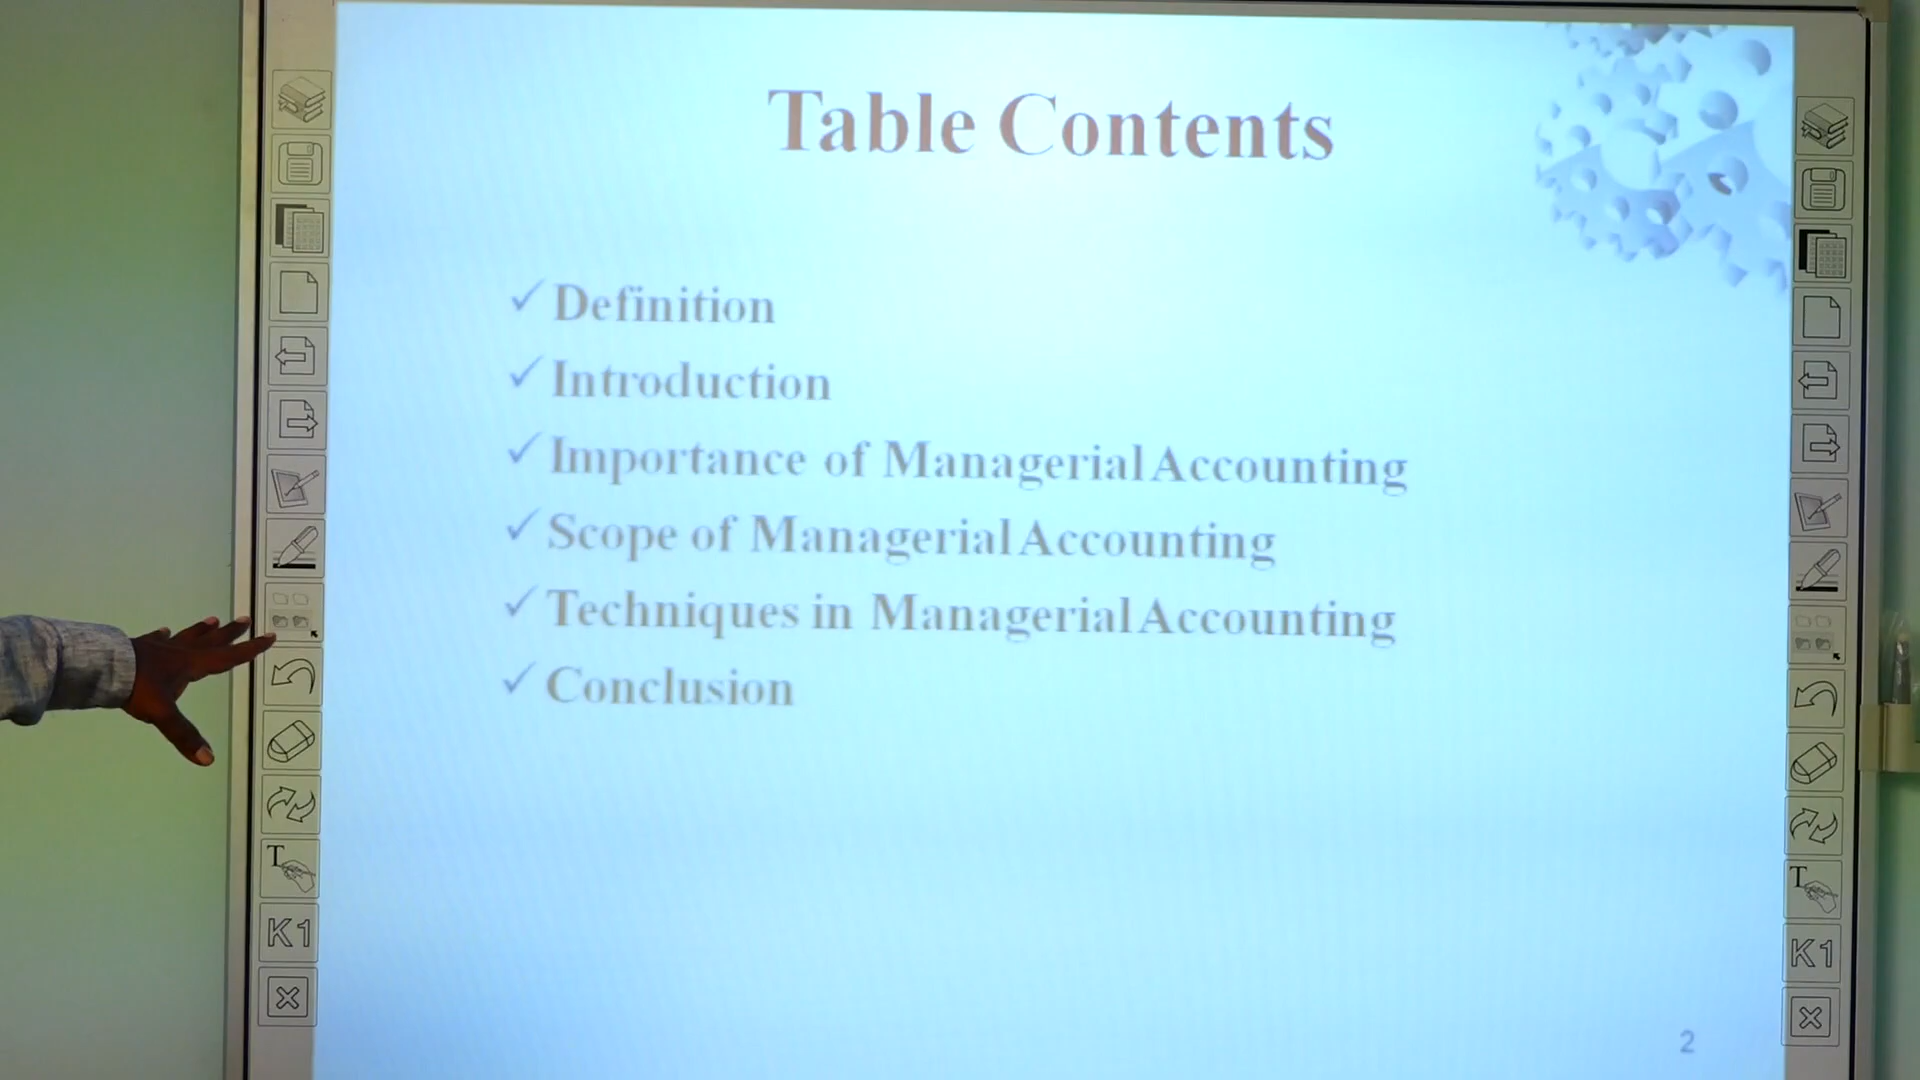 Table Contents
✓ Definition
✓ Introduction
✓ Importance of Managerial Accounting
✓ Scope of Managerial Accounting
✓ Techniques in Managerial Accounting
✓ Conclusion
2
T
K1
T
K1